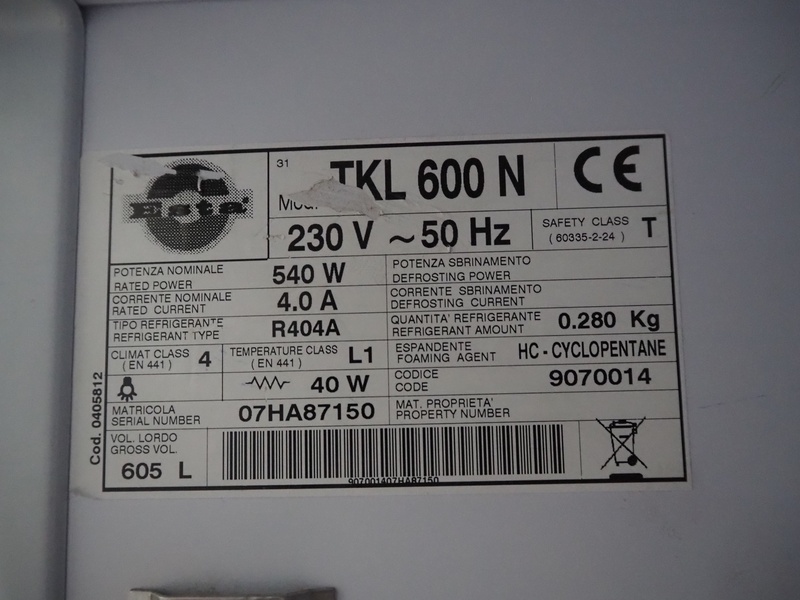 Esta
31
TKL 600 N
CE
230 V ~ 50 Hz
SAFETY CLASS
( 60335-2-24 )
T
POTENZA NOMINALE
RATED POWER
540 W
POTENZA SBRINAMENTO
DEFROSTING POWER
CORRENTE NOMINALE
RATED CURRENT
4.0 A
CORRENTE SBRINAMENTO
DEFROSTING CURRENT
TIPO REFRIGERANTE
REFRIGERANT TYPE
R404A
QUANTITA' REFRIGERANTE
REFRIGERANT AMOUNT
0.280 Kg
CLIMAT CLASS
( EN 441 )
4
TEMPERATURE CLASS
( EN 441 )
L1
ESPANDENTE
FOAMING AGENT
HC - CYCLOPENTANE
40 W
CODICE
CODE
9070014
MATRICOLA
SERIAL NUMBER
07HA87150
MAT. PROPRIETA'
PROPERTY NUMBER
VOL. LORDO
GROSS VOL.
605 L
907001407HA87150
Cod. 0405812